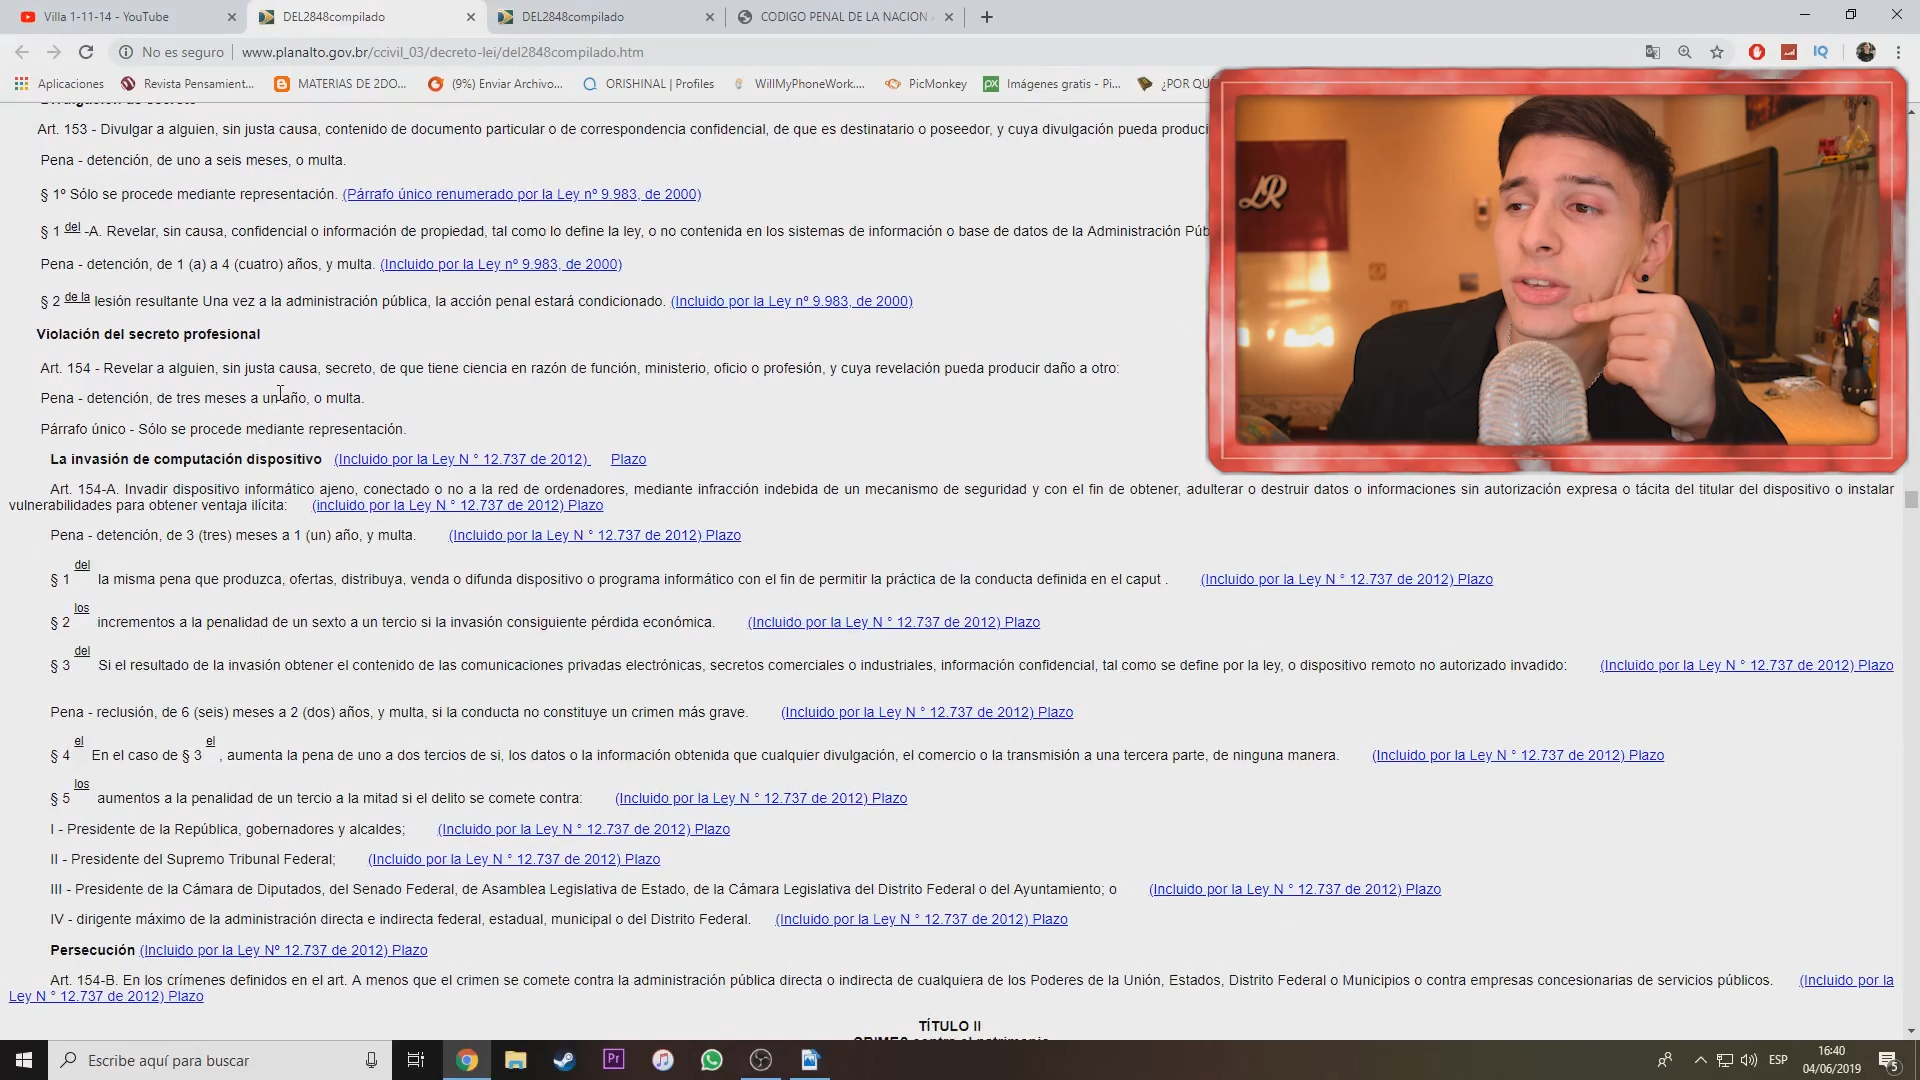 Villa 1-11-14 - YouTube
DEL2848compilado
DEL2848compilado
CODIGO PENAL DE LA NACION
No es seguro
www.planalto.gov.br/ccivil_03/decreto-lei/del2848compilado.htm
IQ
Aplicaciones
Revista Pensamient...
MATERIAS DE 2DO...
(9%) Enviar Archivo...
ORISHINAL | Profiles
WillMyPhoneWork....
PicMonkey
px
Imágenes gratis - Pi...
¿POR QU
Art. 153 - Divulgar a alguien, sin justa causa, contenido de documento particular o de correspondencia confidencial, de que es destinatario o poseedor, y cuya divulgación pueda produci
Pena - detención, de uno a seis meses, o multa.
§ 1º Sólo se procede mediante representación. (Párrafo único renumerado por la Ley nº 9.983, de 2000)
§ 1 del -A. Revelar, sin causa, confidencial o información de propiedad, tal como lo define la ley, o no contenida en los sistemas de información o base de datos de la Administración Púb
Pena - detención, de 1 (a) a 4 (cuatro) años, y multa. (Incluido por la Ley nº 9.983, de 2000)
§ 2 de la lesión resultante Una vez a la administración pública, la acción penal estará condicionado. (Incluido por la Ley nº 9.983, de 2000)
Violación del secreto profesional
Art. 154 - Revelar a alguien, sin justa causa, secreto, de que tiene ciencia en razón de función, ministerio, oficio o profesión, y cuya revelación pueda producir daño a otro:
Pena - detención, de tres meses a un año, o multa.
Párrafo único - Sólo se procede mediante representación.
La invasión de computación dispositivo (Incluido por la Ley N ° 12.737 de 2012) Plazo
Art. 154-A. Invadir dispositivo informático ajeno, conectado o no a la red de ordenadores, mediante infracción indebida de un mecanismo de seguridad y con el fin de obtener, adulterar o destruir datos o informaciones sin autorización expresa o tácita del titular del dispositivo o instalar
vulnerabilidades para obtener ventaja ilícita: (incluido por la Ley N ° 12.737 de 2012) Plazo
Pena - detención, de 3 (tres) meses a 1 (un) año, y multa. (Incluido por la Ley N ° 12.737 de 2012) Plazo
§ 1 del la misma pena que produzca, ofertas, distribuya, venda o difunda dispositivo o programa informático con el fin de permitir la práctica de la conducta definida en el caput . (Incluido por la Ley N ° 12.737 de 2012) Plazo
§ 2 los incrementos a la penalidad de un sexto a un tercio si la invasión consiguiente pérdida económica. (Incluido por la Ley N ° 12.737 de 2012) Plazo
§ 3 del Si el resultado de la invasión obtener el contenido de las comunicaciones privadas electrónicas, secretos comerciales o industriales, información confidencial, tal como se define por la ley, o dispositivo remoto no autorizado invadido: (Incluido por la Ley N ° 12.737 de 2012) Plazo
Pena - reclusión, de 6 (seis) meses a 2 (dos) años, y multa, si la conducta no constituye un crimen más grave. (Incluido por la Ley N ° 12.737 de 2012) Plazo
§ 4 el En el caso de § 3 el , aumenta la pena de uno a dos tercios de si, los datos o la información obtenida que cualquier divulgación, el comercio o la transmisión a una tercera parte, de ninguna manera. (Incluido por la Ley N ° 12.737 de 2012) Plazo
§ 5 los aumentos a la penalidad de un tercio a la mitad si el delito se comete contra: (Incluido por la Ley N ° 12.737 de 2012) Plazo
I - Presidente de la República, gobernadores y alcaldes; (Incluido por la Ley N ° 12.737 de 2012) Plazo
II - Presidente del Supremo Tribunal Federal; (Incluido por la Ley N ° 12.737 de 2012) Plazo
III - Presidente de la Cámara de Diputados, del Senado Federal, de Asamblea Legislativa de Estado, de la Cámara Legislativa del Distrito Federal o del Ayuntamiento; o (Incluido por la Ley N ° 12.737 de 2012) Plazo
IV - dirigente máximo de la administración directa e indirecta federal, estadual, municipal o del Distrito Federal. (Incluido por la Ley N ° 12.737 de 2012) Plazo
Persecución (Incluido por la Ley Nº 12.737 de 2012) Plazo
Art. 154-B. En los crímenes definidos en el art. A menos que el crimen se comete contra la administración pública directa o indirecta de cualquiera de los Poderes de la Unión, Estados, Distrito Federal o Municipios o contra empresas concesionarias de servicios públicos. (Incluido por la
Ley N ° 12.737 de 2012) Plazo
TÍTULO II
Escribe aquí para buscar
Pr
ESP
16:40
04/06/2019
5